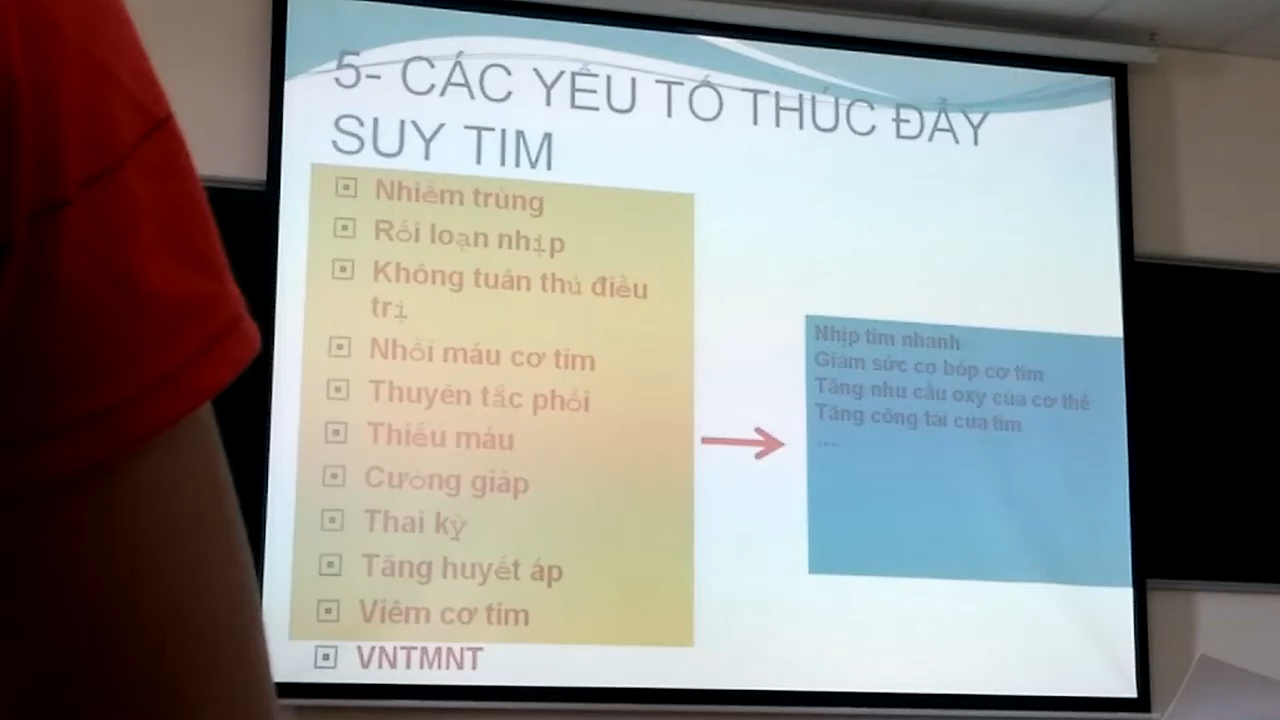 5- CÁC YẾU TỐ THÚC ĐẨY
SUY TIM
Nhiễm trùng
Rối loạn nhịp
Không tuân thủ điều
trị
Nhồi máu cơ tim
Thuyên tắc phổi
Thiếu máu
Cường giáp
Thai kỳ
Tăng huyết áp
Viêm cơ tim
VNTMNT
Nhịp tim nhanh
Giảm sức co bóp cơ tim
Tăng nhu cầu oxy của cơ thể
Tăng công tải của tim
...